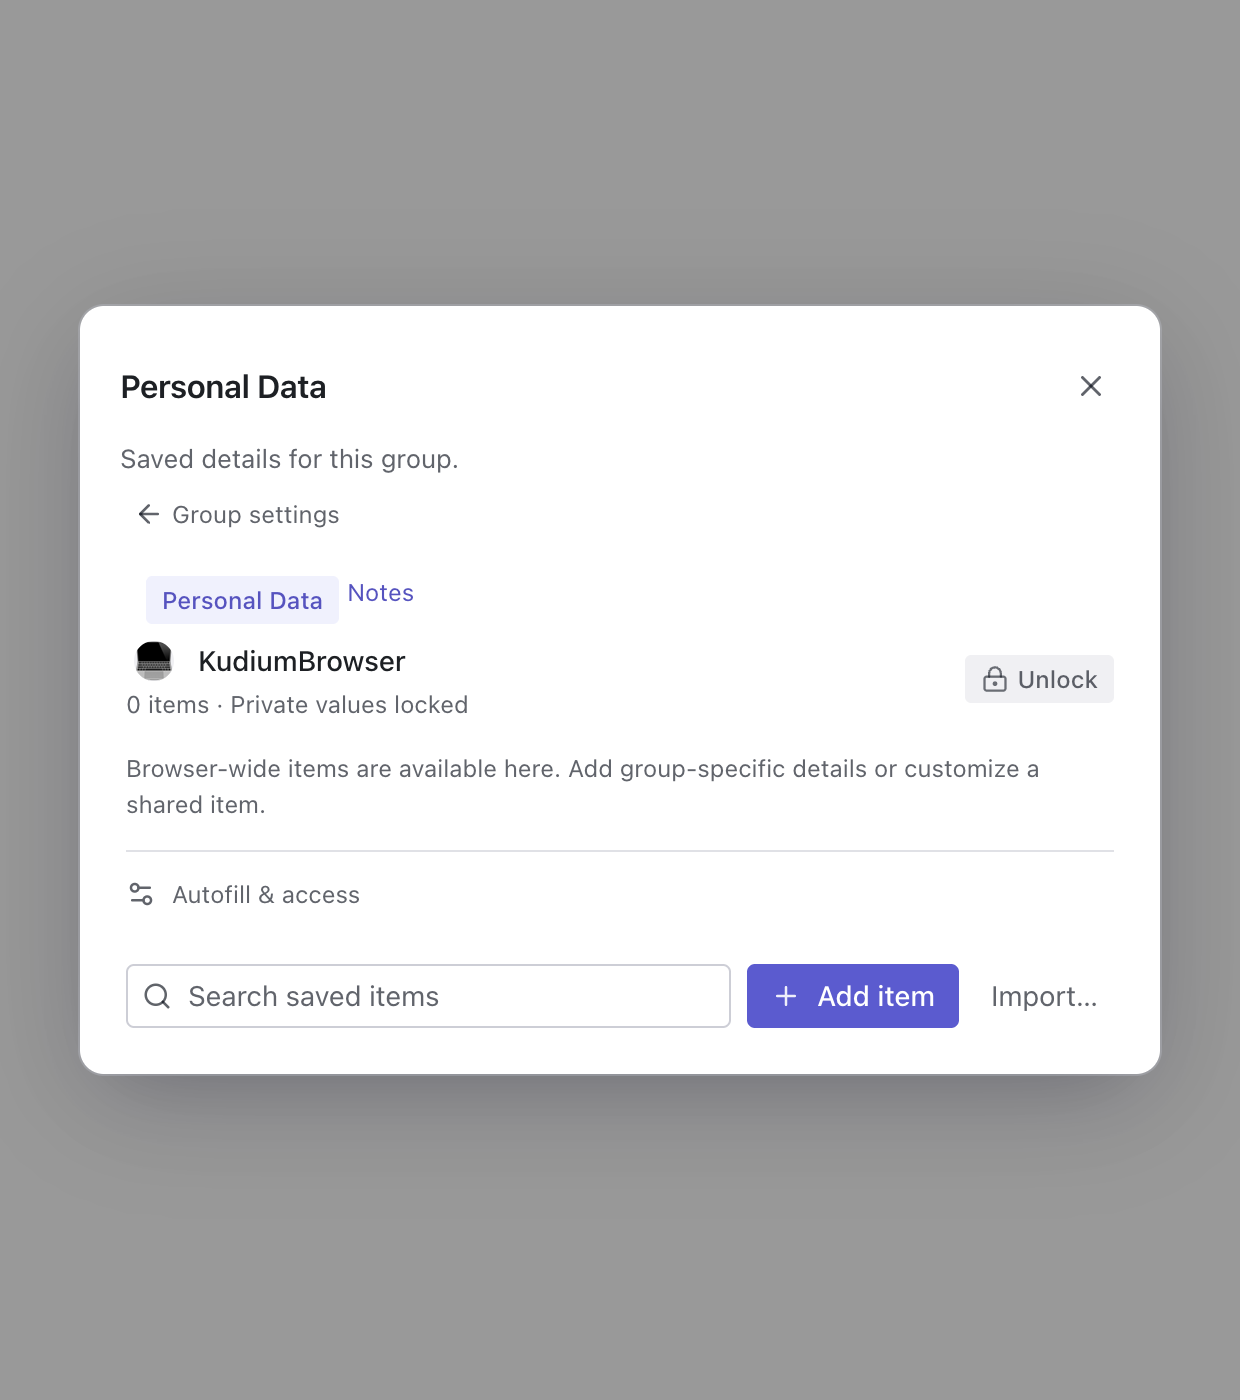 Personal Data
Saved details for this group.
Group settings
Personal Data
Notes
KudiumBrowser
Unlock
0 items · Private values locked
Browser-wide items are available here. Add group-specific details or customize a
shared item.
Autofill & access
Search saved items
Add item
Import...